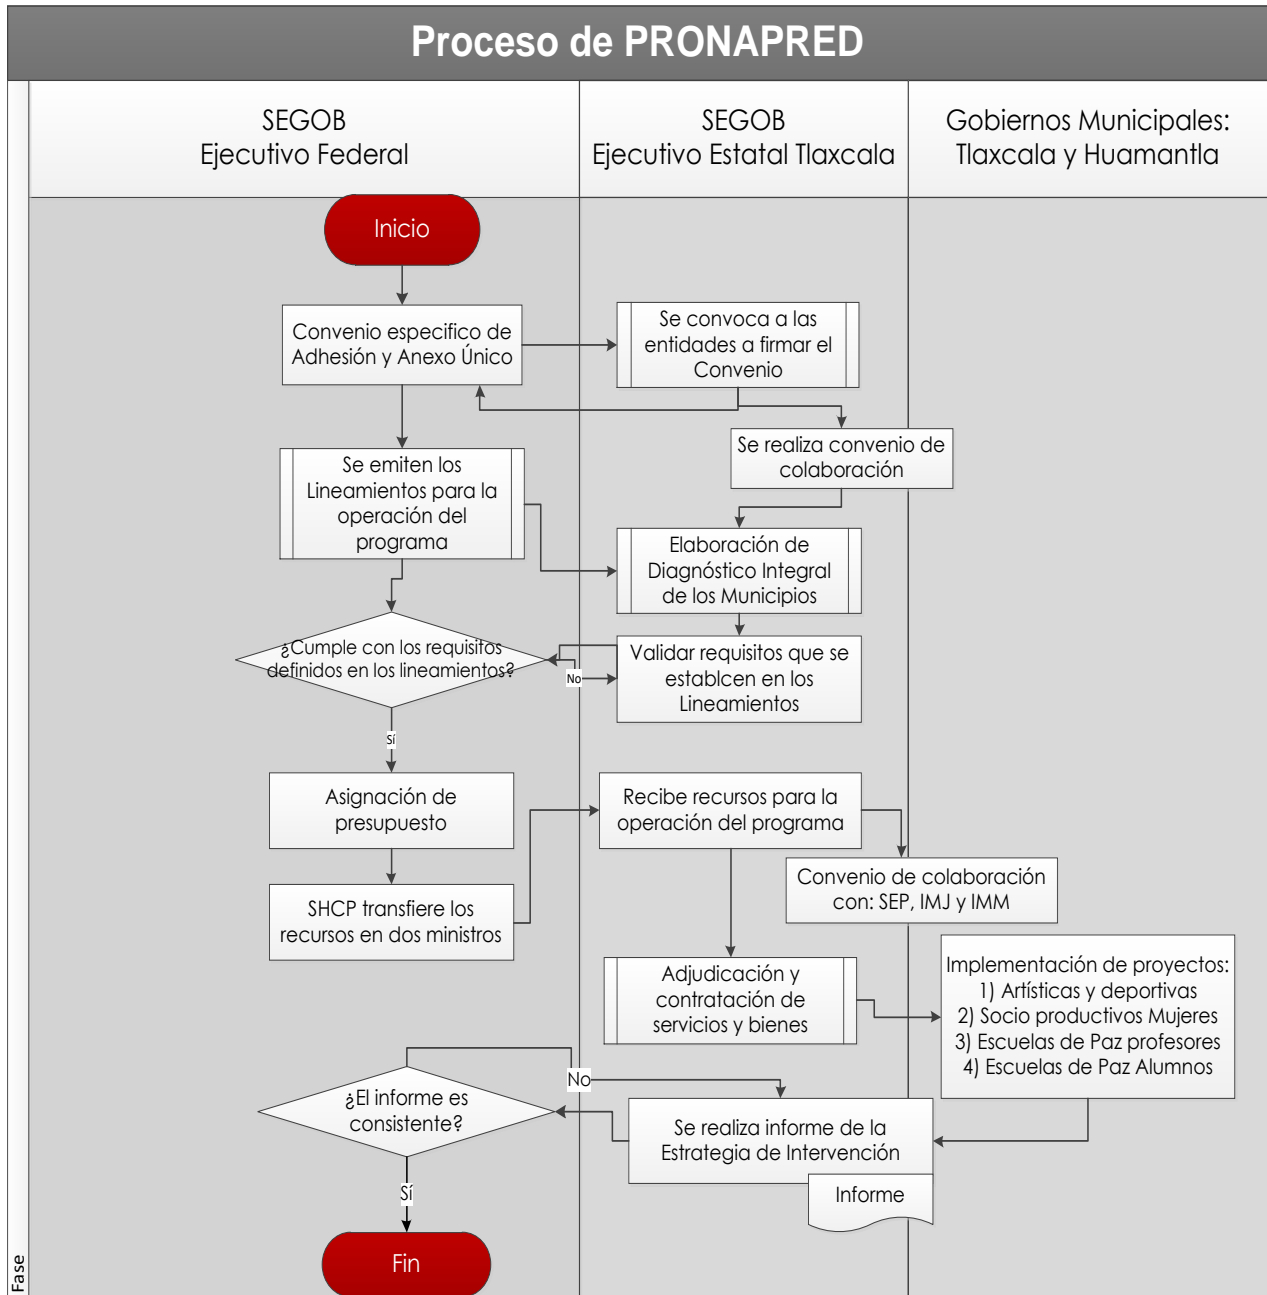 Proceso de PRONAPRED
SEGOB
Ejecutivo Federal
SEGOB
Ejecutivo Estatal Tlaxcala
Gobiernos Municipales:
Tlaxcala y Huamantla
Inicio
Convenio especifico de
Adhesión y Anexo Único
Se convoca a las
entidades a firmar el
Convenio
Se realiza convenio de
colaboración
Se emiten los
Lineamientos para la
operación del
programa
Elaboración de
Diagnóstico Integral
de los Municipios
¿Cumple con los requisitos
definidos en los lineamientos?
No
Validar requisitos que se
establcen en los
Lineamientos
Sí
Asignación de
presupuesto
Recibe recursos para la
operación del programa
SHCP transfiere los
recursos en dos ministros
Convenio de colaboración
con: SEP, IMJ y IMM
Adjudicación y
contratación de
servicios y bienes
Implementación de proyectos:
1) Artísticas y deportivas
2) Socio productivos Mujeres
3) Escuelas de Paz profesores
4) Escuelas de Paz Alumnos
No
¿El informe es
consistente?
Se realiza informe de la
Estrategia de Intervención
Informe
Sí
Fin
Fase